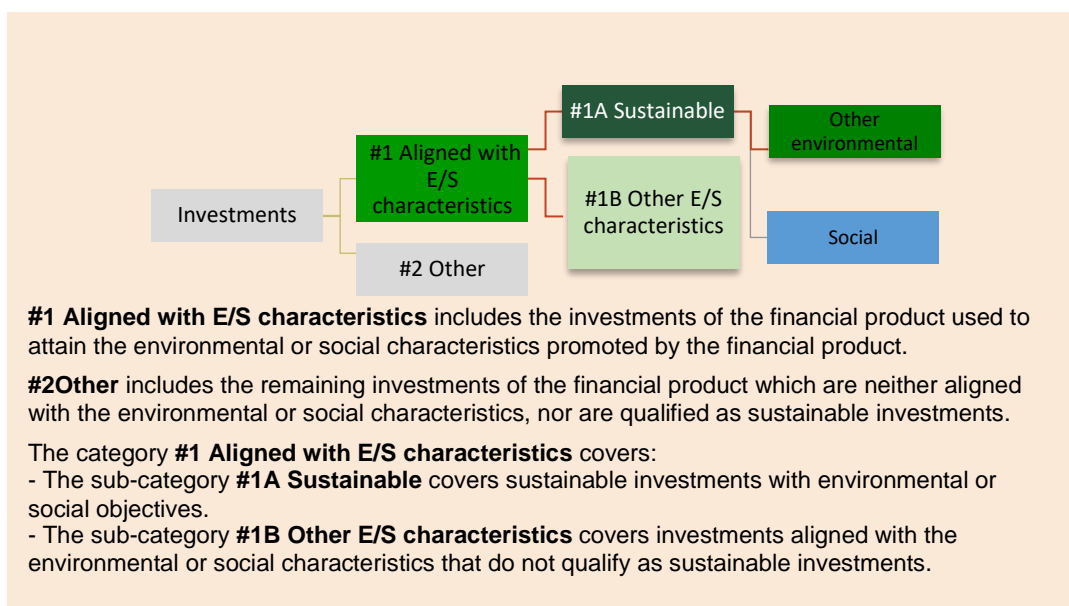 #1A Sustainable
Other
environmental
#1 Aligned with
E/S
characteristics
#1B Other E/S
characteristics
Investments
Social
#2 Other
#1 Aligned with E/S characteristics includes the investments of the financial product used to
attain the environmental or social characteristics promoted by the financial product.
#2Other includes the remaining investments of the financial product which are neither aligned
with the environmental or social characteristics, nor are qualified as sustainable investments.
The category #1 Aligned with E/S characteristics covers:
- The sub-category #1A Sustainable covers sustainable investments with environmental or
social objectives.
- The sub-category #1B Other E/S characteristics covers investments aligned with the
environmental or social characteristics that do not qualify as sustainable investments.